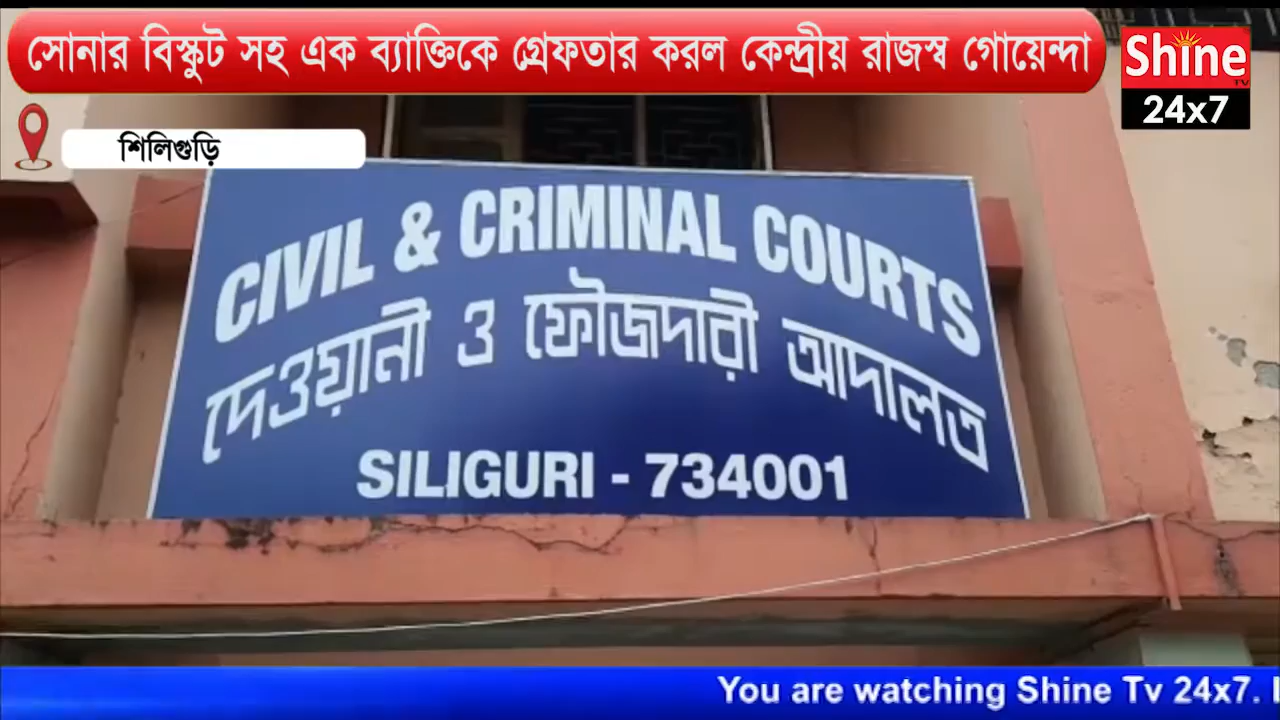 সোনার বিস্কুট সহ এক ব্যাক্তিকে গ্রেফতার করল কেন্দ্রীয় রাজস্ব গোয়েন্দা
Shine
TV
24x7
শিলিগুড়ি
CIVIL & CRIMINAL COURTS
দেওয়ানী ও ফৌজদারী আদালত
SILIGURI - 734001
You are watching Shine Tv 24x7.